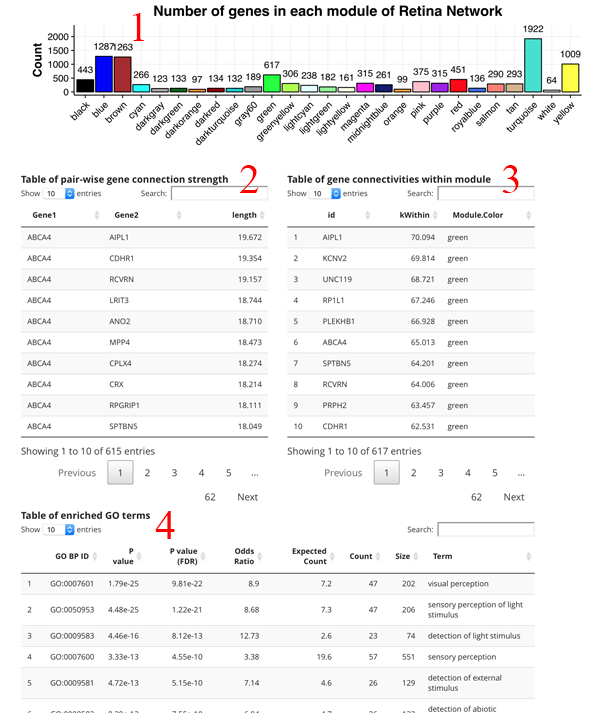 Number of genes in each module of Retina Network
1
Count
2000
1500
1000
500
0
443 1287 1263 266 123 133 97 134 132 189 617 306 238 182 161 315 261 99 375 315 451 136 290 293 1922 64 1009
black blue brown cyan darkgray darkgreen darkorange darkred darkturquoise gray60 green greenyellow lightcyan lightgreen lightyellow magenta midnightblue orange pink purple red royalblue salmon tan turquoise white yellow
Table of pair-wise gene connection strength
2
Show 10 entries Search:
Gene1 Gene2 length
ABCA4 AIPL1 19.672
ABCA4 CDHR1 19.354
ABCA4 RCVRN 19.157
ABCA4 LRIT3 18.744
ABCA4 ANO2 18.710
ABCA4 MPP4 18.473
ABCA4 CPLX4 18.274
ABCA4 CRX 18.214
ABCA4 RPGRIP1 18.111
ABCA4 SPTBN5 18.049
Showing 1 to 10 of 615 entries
Previous 1 2 3 4 5 ...
62 Next
Table of gene connectivities within module
3
Show 10 entries Search:
id kWithin Module.Color
1 AIPL1 70.094 green
2 KCNV2 69.814 green
3 UNC119 68.721 green
4 RP1L1 67.246 green
5 PLEKHB1 66.928 green
6 ABCA4 65.013 green
7 SPTBN5 64.201 green
8 RCVRN 64.006 green
9 PRPH2 63.457 green
10 CDHR1 62.531 green
Showing 1 to 10 of 617 entries
Previous 1 2 3 4 5 ...
62 Next
Table of enriched GO terms
4
Show 10 entries Search:
GO BP ID P value P value (FDR) Odds Ratio Expected Count Count Size Term
1 GO:0007601 1.79e-25 9.81e-22 8.9 7.2 47 202 visual perception
2 GO:0050953 4.48e-25 1.22e-21 8.68 7.3 47 206 sensory perception of light
stimulus
3 GO:0009583 4.46e-16 8.12e-13 12.73 2.6 23 74 detection of light stimulus
4 GO:0007600 3.33e-13 4.55e-10 3.38 19.6 57 551 sensory perception
5 GO:0009581 4.72e-13 5.15e-10 7.14 4.6 26 129 detection of external
stimulus
detection of abiotic